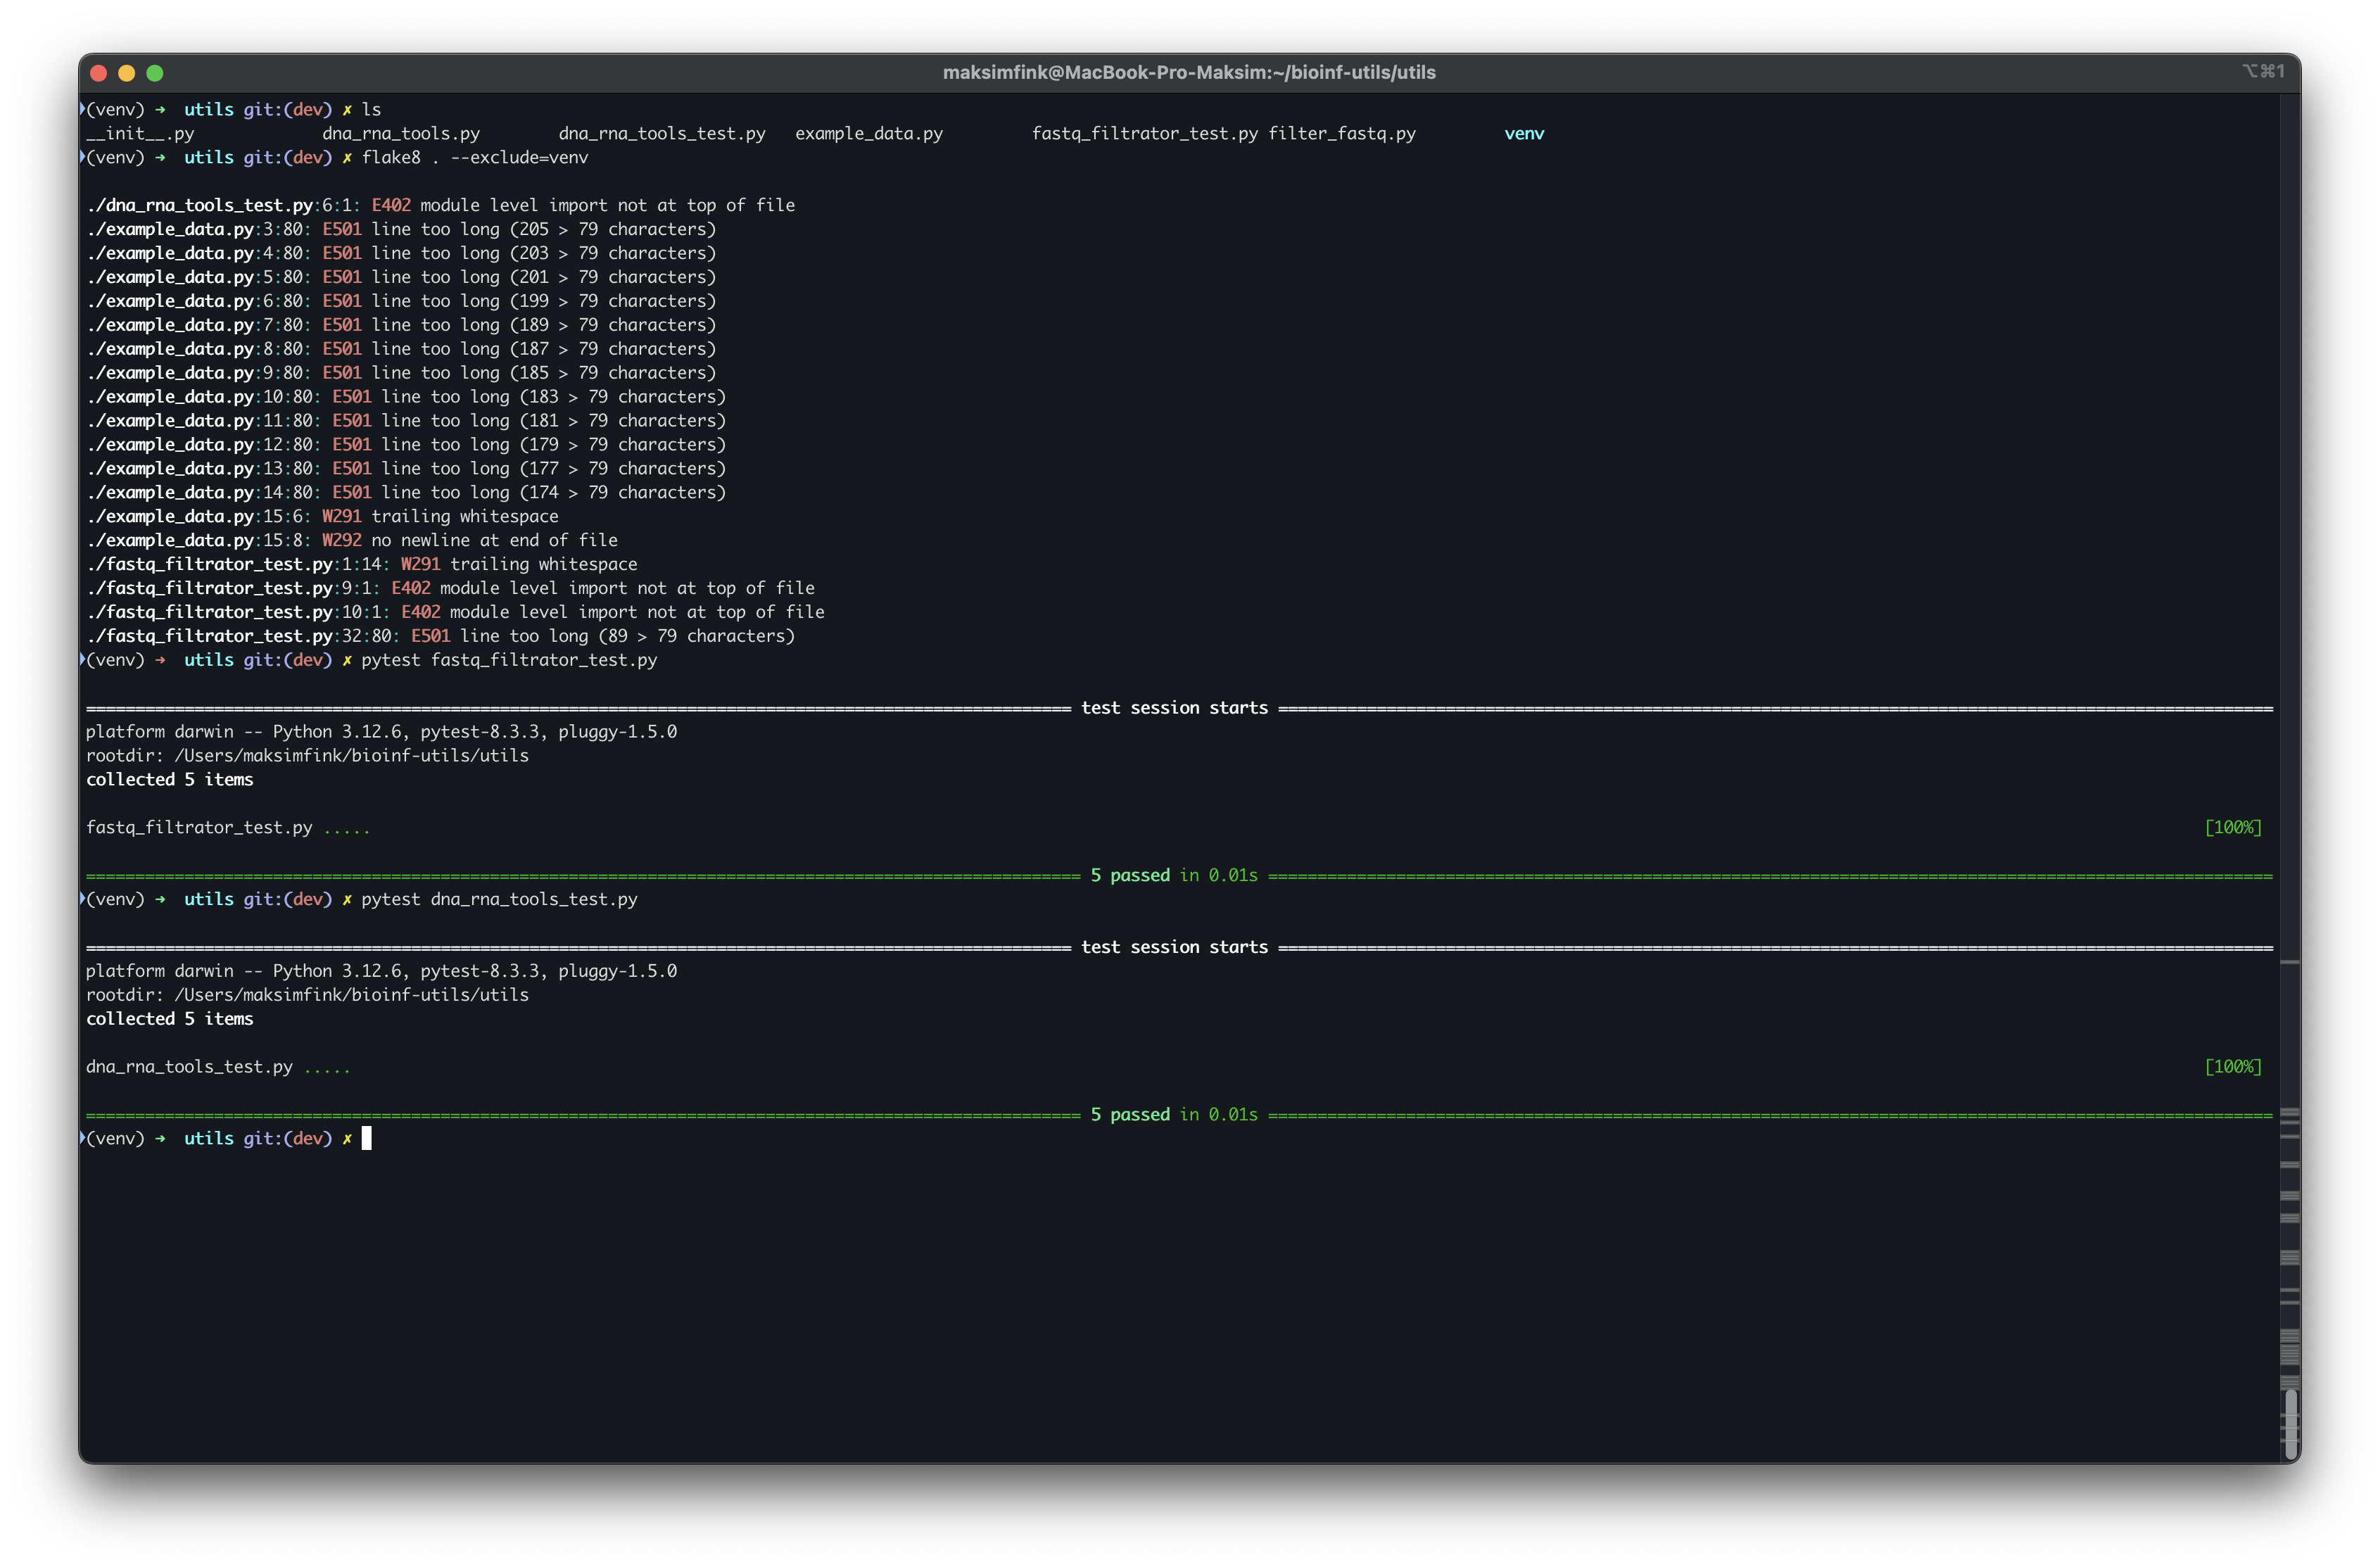 maksimfink@MacBook-Pro-Maksim:~/bioinf-utils/utils
⌥⌘1
(venv) ➜  utils git:(dev) ✗ ls
__init__.py dna_rna_tools.py dna_rna_tools_test.py example_data.py fastq_filtrator_test.py filter_fastq.py venv
(venv) ➜  utils git:(dev) ✗ flake8 . --exclude=venv
./dna_rna_tools_test.py:6:1: E402 module level import not at top of file
./example_data.py:3:80: E501 line too long (205 > 79 characters)
./example_data.py:4:80: E501 line too long (203 > 79 characters)
./example_data.py:5:80: E501 line too long (201 > 79 characters)
./example_data.py:6:80: E501 line too long (199 > 79 characters)
./example_data.py:7:80: E501 line too long (189 > 79 characters)
./example_data.py:8:80: E501 line too long (187 > 79 characters)
./example_data.py:9:80: E501 line too long (185 > 79 characters)
./example_data.py:10:80: E501 line too long (183 > 79 characters)
./example_data.py:11:80: E501 line too long (181 > 79 characters)
./example_data.py:12:80: E501 line too long (179 > 79 characters)
./example_data.py:13:80: E501 line too long (177 > 79 characters)
./example_data.py:14:80: E501 line too long (174 > 79 characters)
./example_data.py:15:6: W291 trailing whitespace
./example_data.py:15:8: W292 no newline at end of file
./fastq_filtrator_test.py:1:14: W291 trailing whitespace
./fastq_filtrator_test.py:9:1: E402 module level import not at top of file
./fastq_filtrator_test.py:10:1: E402 module level import not at top of file
./fastq_filtrator_test.py:32:80: E501 line too long (89 > 79 characters)
(venv) ➜  utils git:(dev) ✗ pytest fastq_filtrator_test.py
test session starts
platform darwin -- Python 3.12.6, pytest-8.3.3, pluggy-1.5.0
rootdir: /Users/maksimfink/bioinf-utils/utils
collected 5 items
fastq_filtrator_test.py ..... [100%]
5 passed in 0.01s
(venv) ➜  utils git:(dev) ✗ pytest dna_rna_tools_test.py
test session starts
platform darwin -- Python 3.12.6, pytest-8.3.3, pluggy-1.5.0
rootdir: /Users/maksimfink/bioinf-utils/utils
collected 5 items
dna_rna_tools_test.py ..... [100%]
5 passed in 0.01s
(venv) ➜  utils git:(dev) ✗